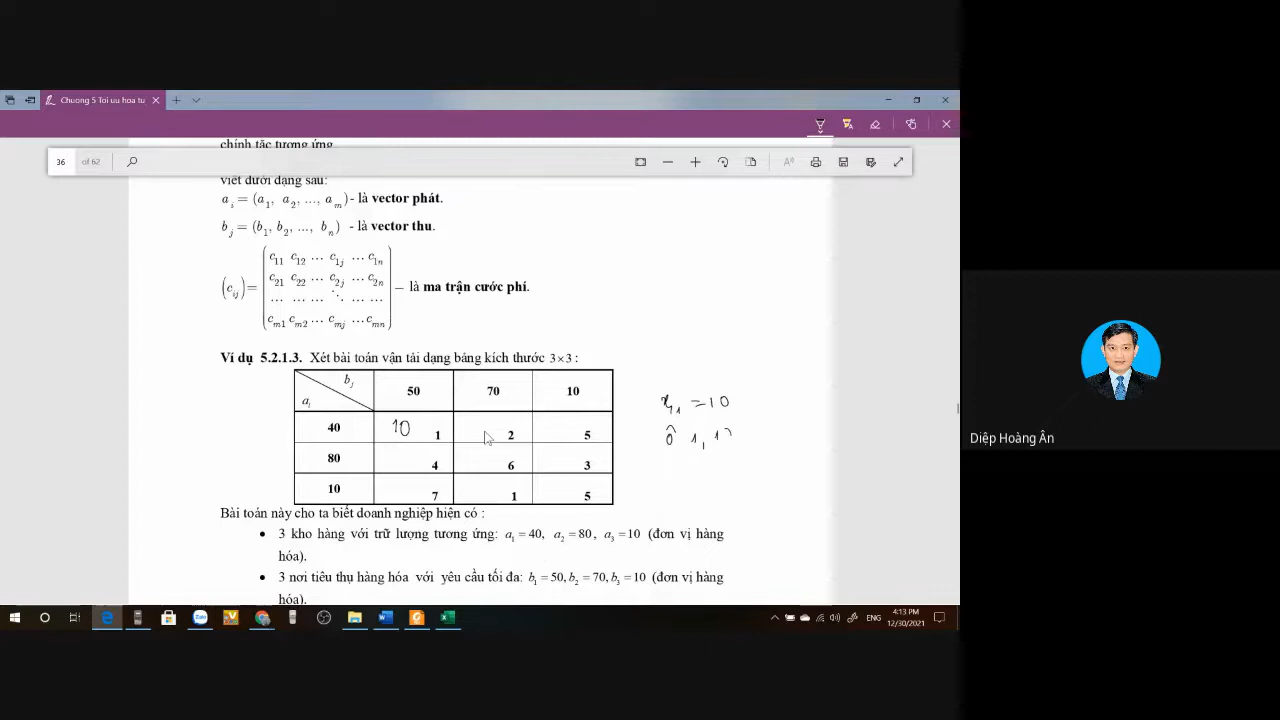 Chuong 5 Toi uu hoa tu
chính tắc tương ứng
36 of 62
viết dưới dạng sau:
a_i = (a_1, a_2, ..., a_m) - là vector phát.
b_j = (b_1, b_2, ..., b_n) - là vector thu.
c_11 c_12 ... c_1j ... c_1n
c_21 c_22 ... c_2j ... c_2n
(c_ij) = ... ... ... ⋱ ... ... – là ma trận cước phí.
c_m1 c_m2 ... c_mj ... c_mn
Ví dụ 5.2.1.3. Xét bài toán vận tải dạng bảng kích thước 3×3 :
b_j
a_i 50 70 10
40 10 1 2 5
80 4 6 3
10 7 1 5
= 10
ô 1,
Bài toán này cho ta biết doanh nghiệp hiện có :
• 3 kho hàng với trữ lượng tương ứng: a_1 = 40, a_2 = 80, a_3 = 10 (đơn vị hàng
hóa).
• 3 nơi tiêu thụ hàng hóa với yêu cầu tối đa: b_1 = 50, b_2 = 70, b_3 = 10 (đơn vị hàng
hóa).
Diệp Hoàng Ân
Zalo
ENG
4:13 PM
12/30/2021